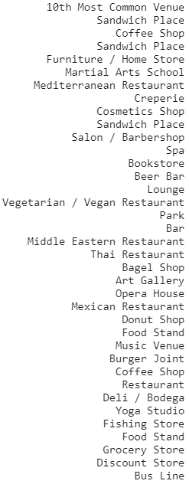 10th Most Common Venue
Sandwich Place
Coffee Shop
Sandwich Place
Furniture / Home Store
Martial Arts School
Mediterranean Restaurant
Creperie
Cosmetics Shop
Sandwich Place
Salon / Barbershop
Spa
Bookstore
Beer Bar
Lounge
Vegetarian / Vegan Restaurant
Park
Bar
Middle Eastern Restaurant
Thai Restaurant
Bagel Shop
Art Gallery
Opera House
Mexican Restaurant
Donut Shop
Food Stand
Music Venue
Burger Joint
Coffee Shop
Restaurant
Deli / Bodega
Yoga Studio
Fishing Store
Food Stand
Grocery Store
Discount Store
Bus Line